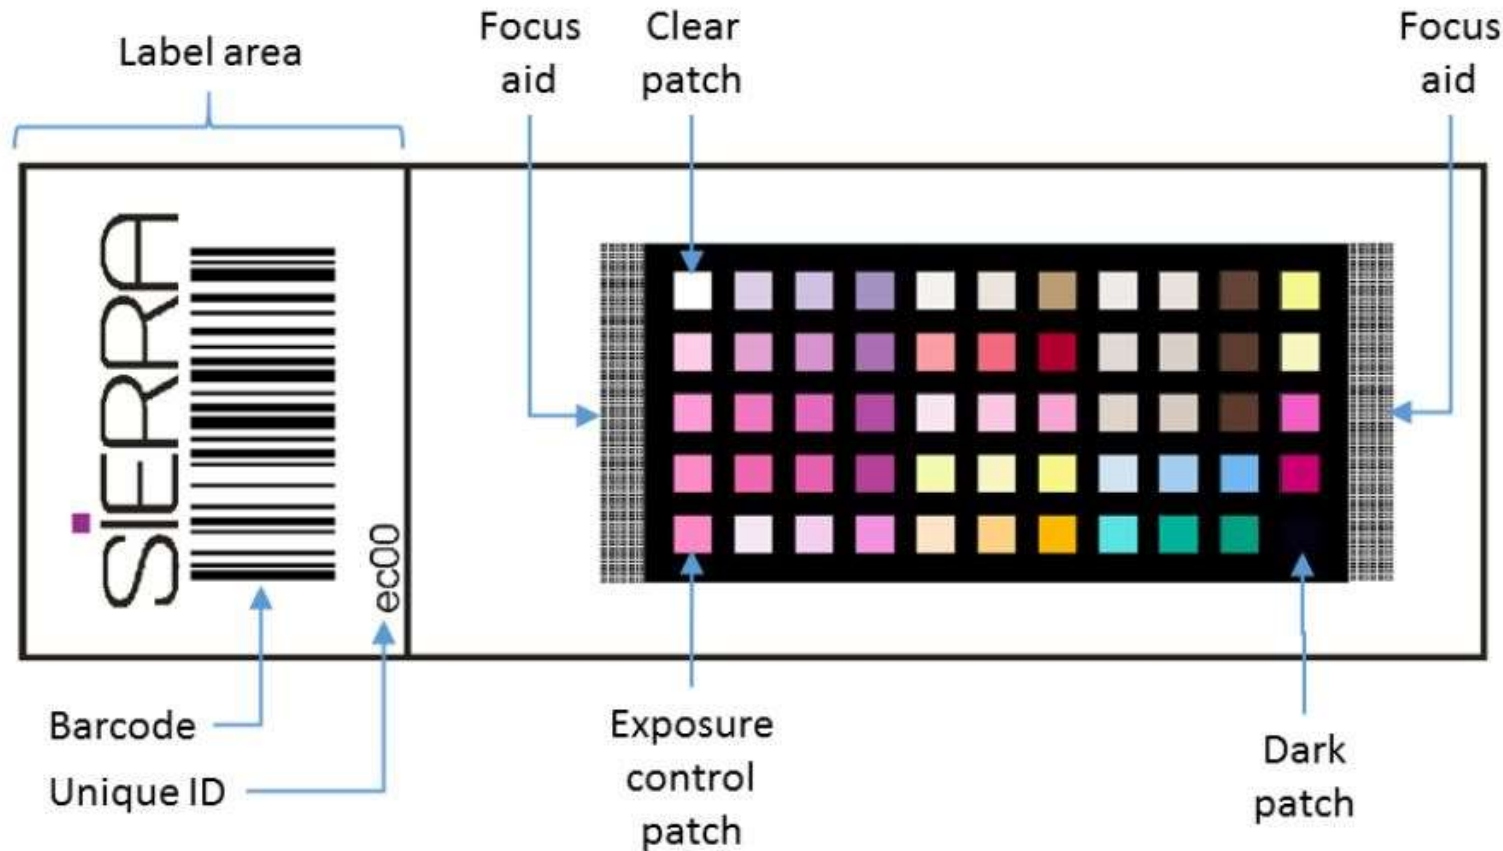 Label area
Focus
aid
Clear
patch
Focus
aid
SiERRA
ec00
Barcode
Unique ID
Exposure
control
patch
Dark
patch